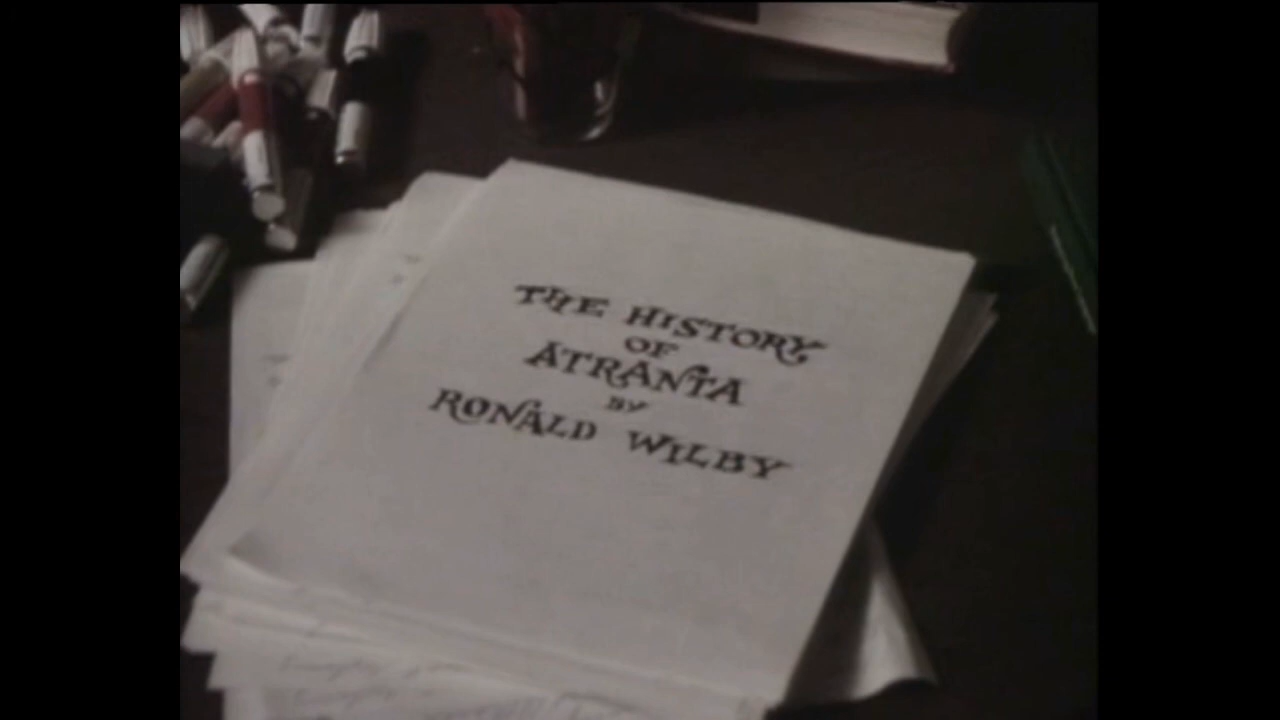 THE HISTORY
OF
ATRANTA
BY
RONALD WILBY